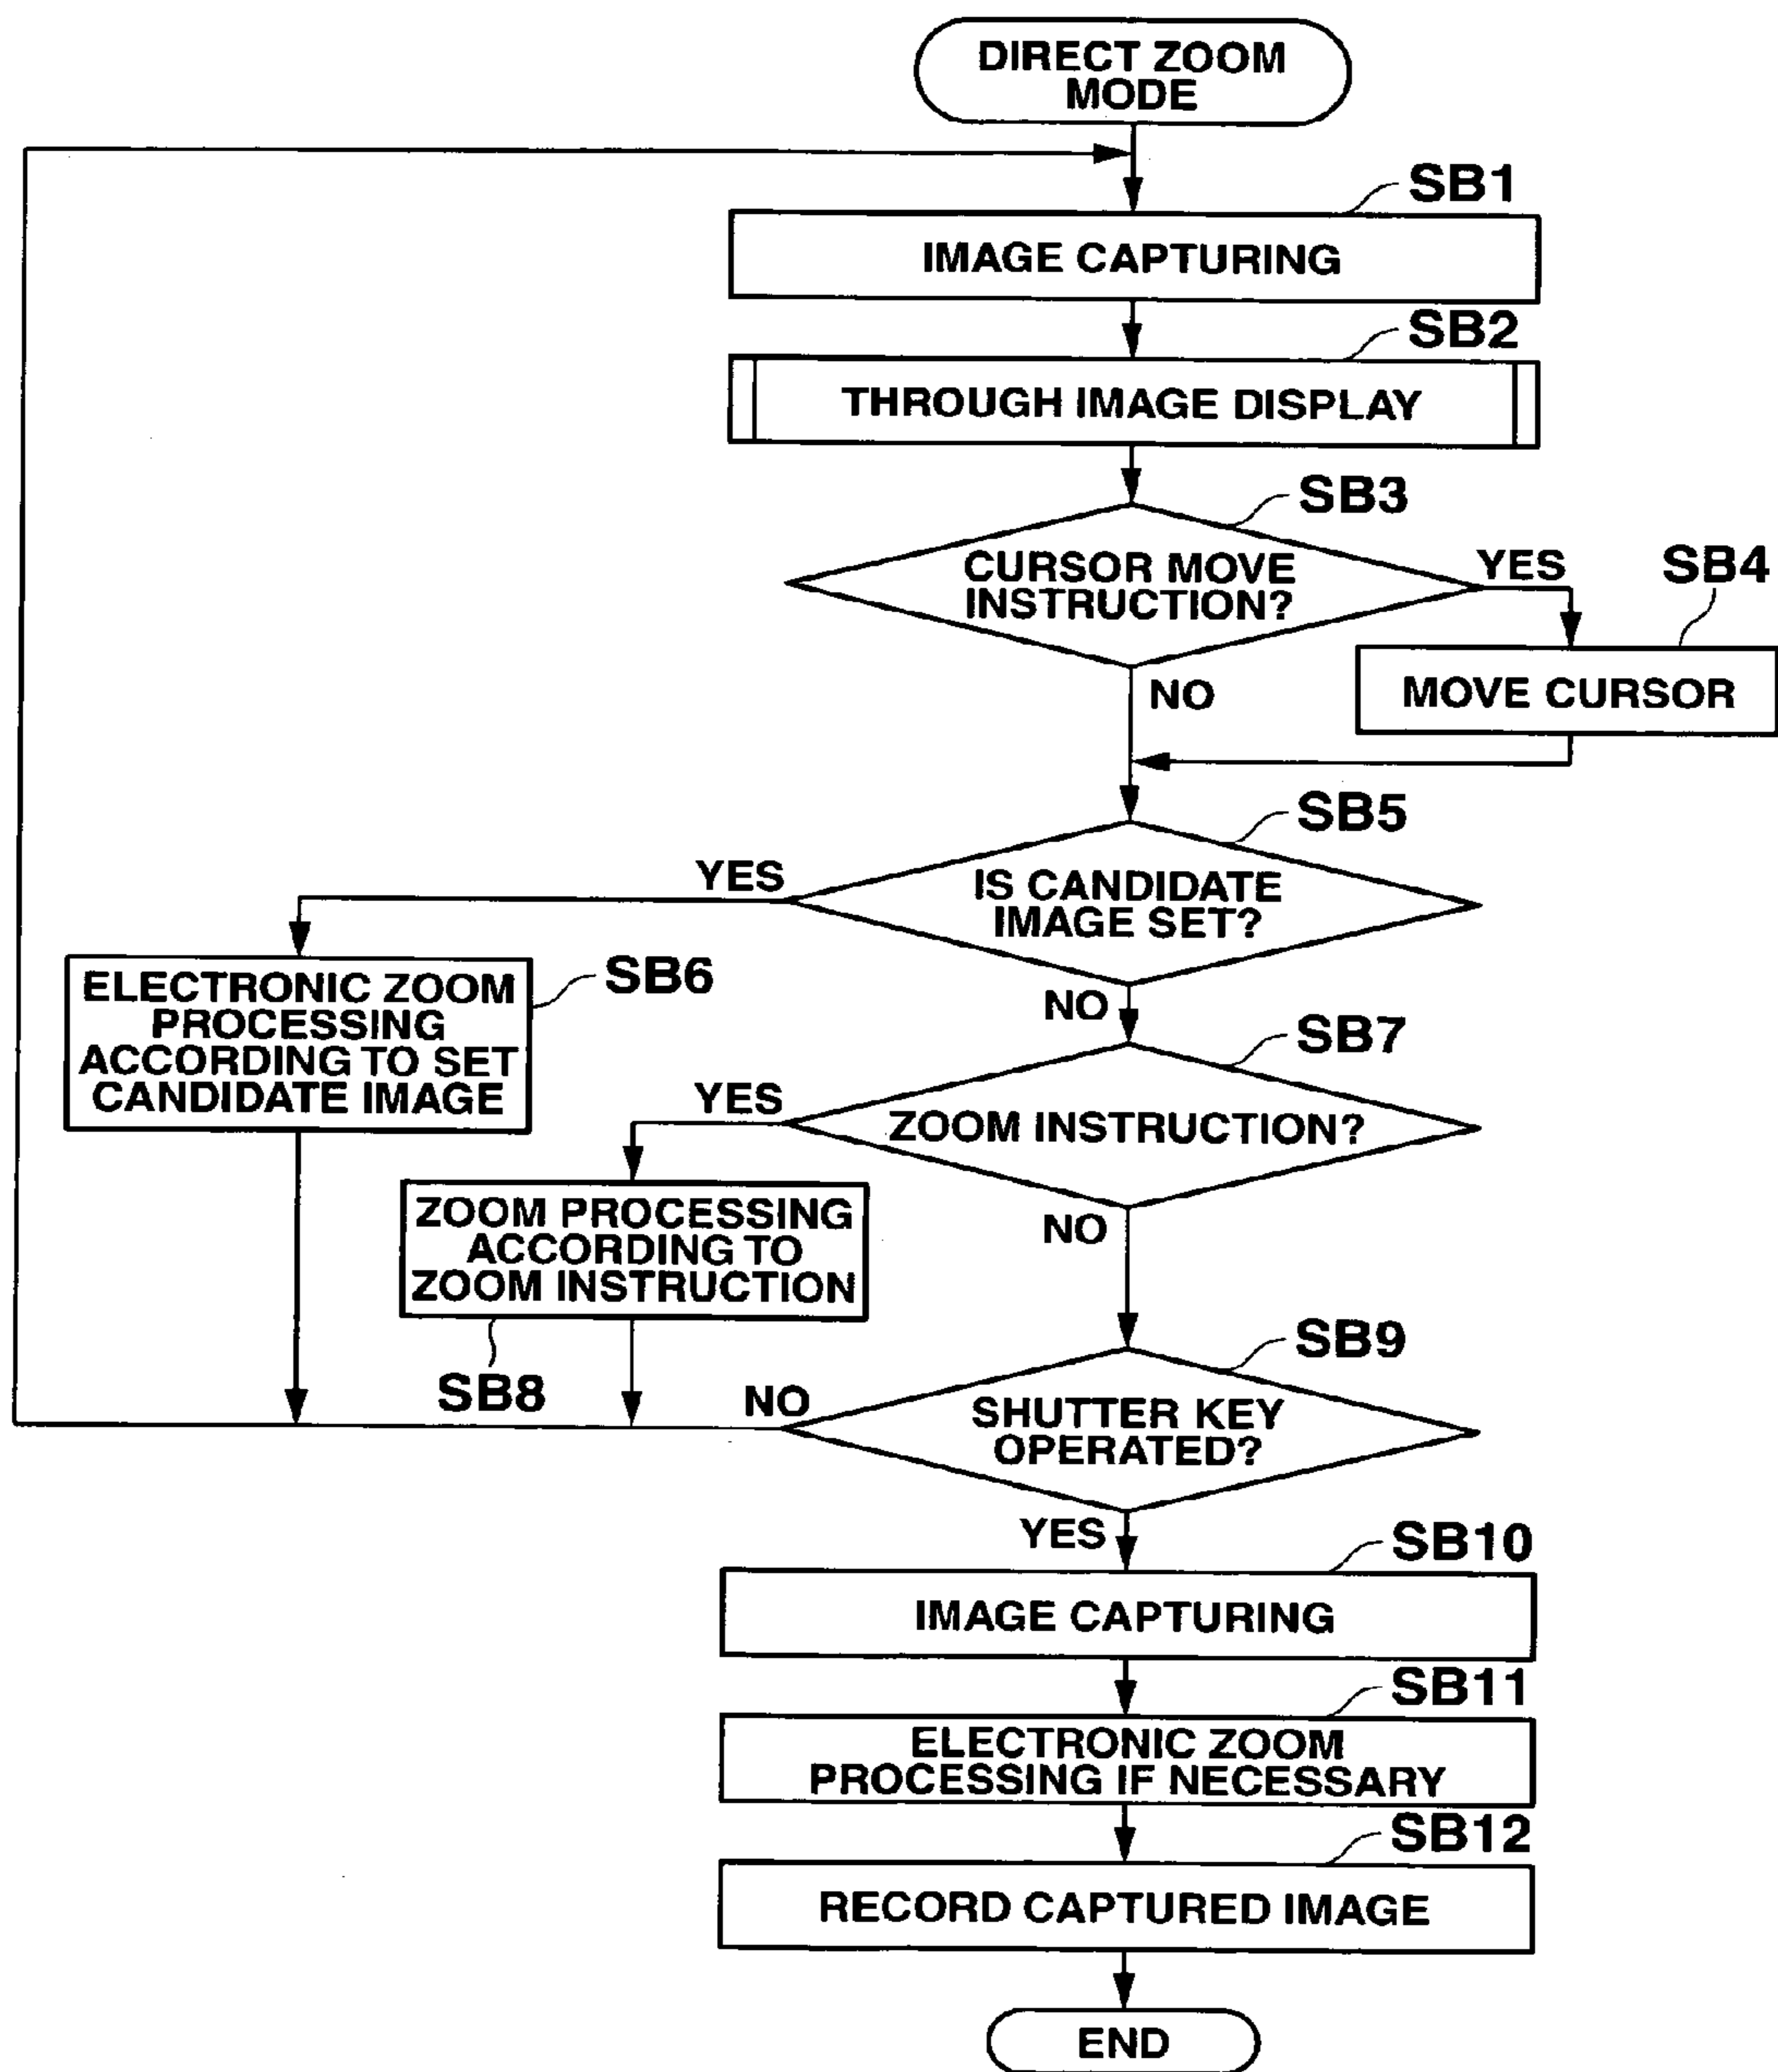 DIRECT ZOOM
MODE
SB1
IMAGE CAPTURING
SB2
THROUGH IMAGE DISPLAY
SB3
CURSOR MOVE
INSTRUCTION?
YES
SB4
MOVE CURSOR
NO
SB5
YES
IS CANDIDATE
IMAGE SET?
SB6
ELECTRONIC ZOOM
PROCESSING
ACCORDING TO SET
CANDIDATE IMAGE
NO
SB7
YES
ZOOM INSTRUCTION?
ZOOM PROCESSING
ACCORDING TO
ZOOM INSTRUCTION
SB8
NO
SB9
NO
SHUTTER KEY
OPERATED?
YES
SB10
IMAGE CAPTURING
SB11
ELECTRONIC ZOOM
PROCESSING IF NECESSARY
SB12
RECORD CAPTURED IMAGE
END